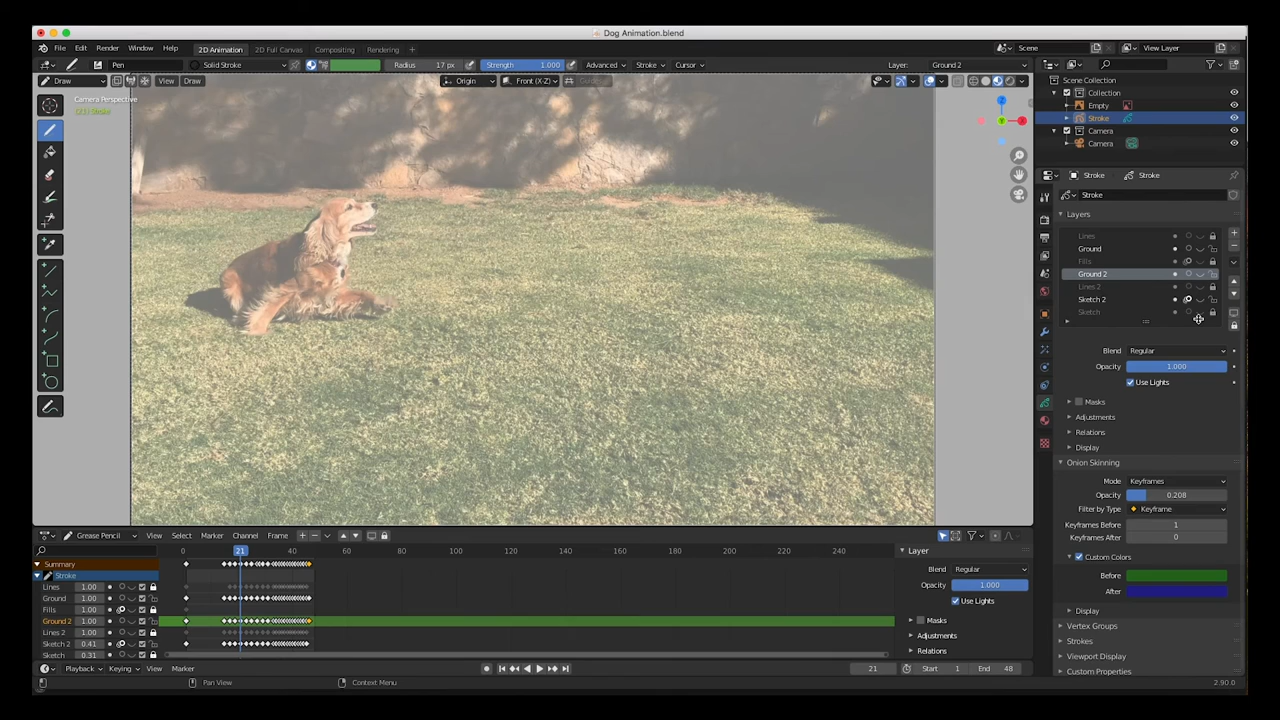 Dog Animation.blend
File Edit Render Window Help 2D Animation 2D Full Canvas Compositing Rendering + Scene View Layer
Pen Solid Stroke Radius 17 px Strength 1.000 Advanced Stroke Cursor Layer: Ground 2
Draw View Draw Origin Front (X-Z) Guides
Camera Perspective
(21) Stroke
Z
X
Y
Scene Collection
Collection
Empty
Stroke
Camera
Camera
Stroke Stroke
Stroke
Layers
Lines
Ground
Fills
Ground 2
Lines 2
Sketch 2
Sketch
Blend Regular
Opacity 1.000
Use Lights
Masks
Adjustments
Relations
Display
Onion Skinning
Mode Keyframes
Opacity 0.208
Filter by Type Keyframe
Keyframes Before 1
Keyframes After 0
Custom Colors
Before
After
Display
Vertex Groups
Strokes
Viewport Display
Custom Properties
Grease Pencil View Select Marker Channel Frame
0 21 40 60 80 100 120 140 160 180 200 220 240
Summary
Stroke
Lines 1.00
Ground 1.00
Fills 1.00
Ground 2 1.00
Lines 2 1.00
Sketch 2 0.41
Sketch 0.31
Layer
Blend Regular
Opacity 1.000
Use Lights
Masks
Adjustments
Relations
Playback Keying View Marker 21 Start 1 End 48
Pan View Context Menu 2.90.0